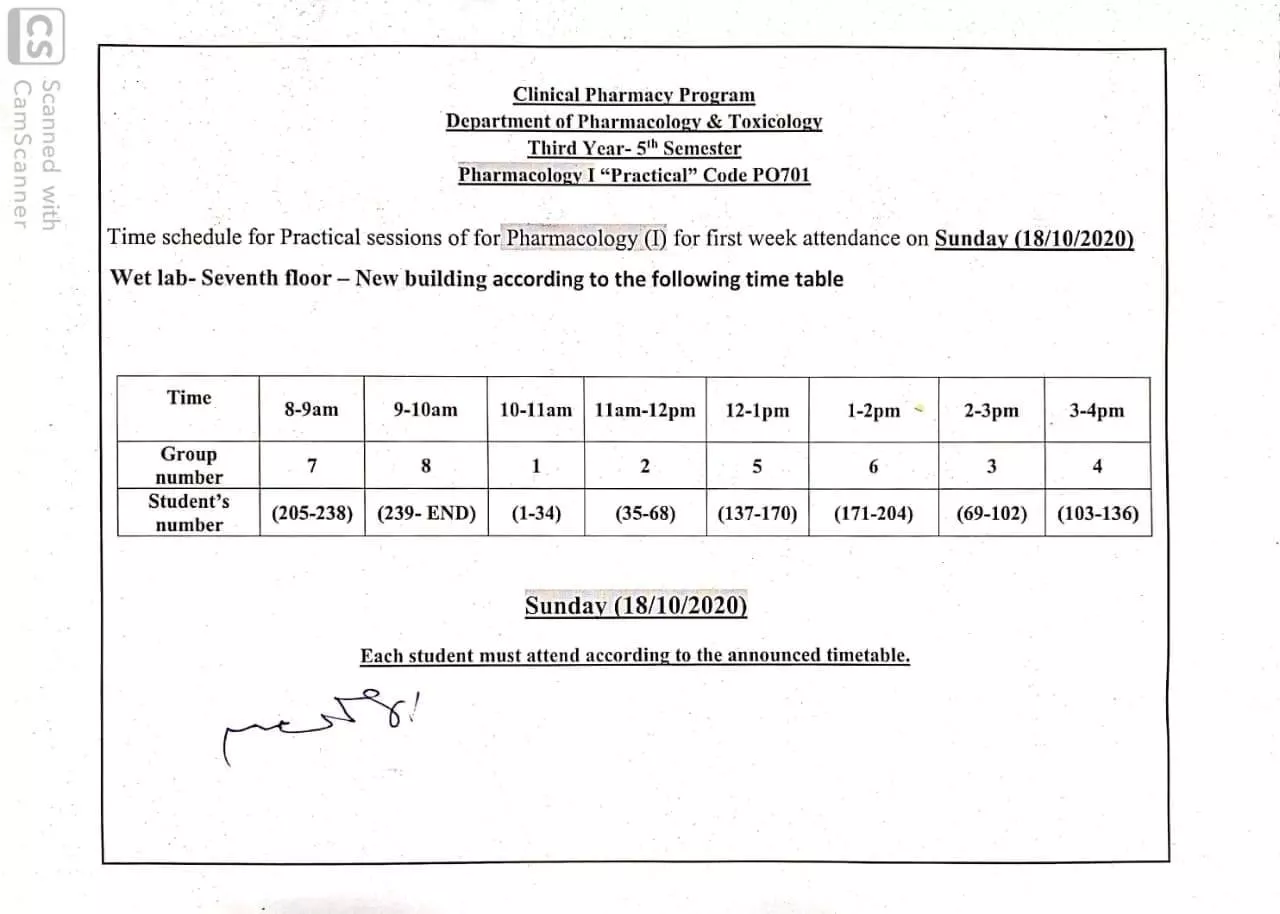 CS
Scanned with
CamScanner
Clinical Pharmacy Program
Department of Pharmacology & Toxicology
Third Year- 5th Semester
Pharmacology I “Practical” Code PO701
Time schedule for Practical sessions of for Pharmacology (I) for first week attendance on Sunday (18/10/2020)
Wet lab- Seventh floor – New building according to the following time table
Time 8-9am 9-10am 10-11am 11am-12pm 12-1pm 1-2pm 2-3pm 3-4pm
Group number 7 8 1 2 5 6 3 4
Student’s number (205-238) (239- END) (1-34) (35-68) (137-170) (171-204) (69-102) (103-136)
Sunday (18/10/2020)
Each student must attend according to the announced timetable.